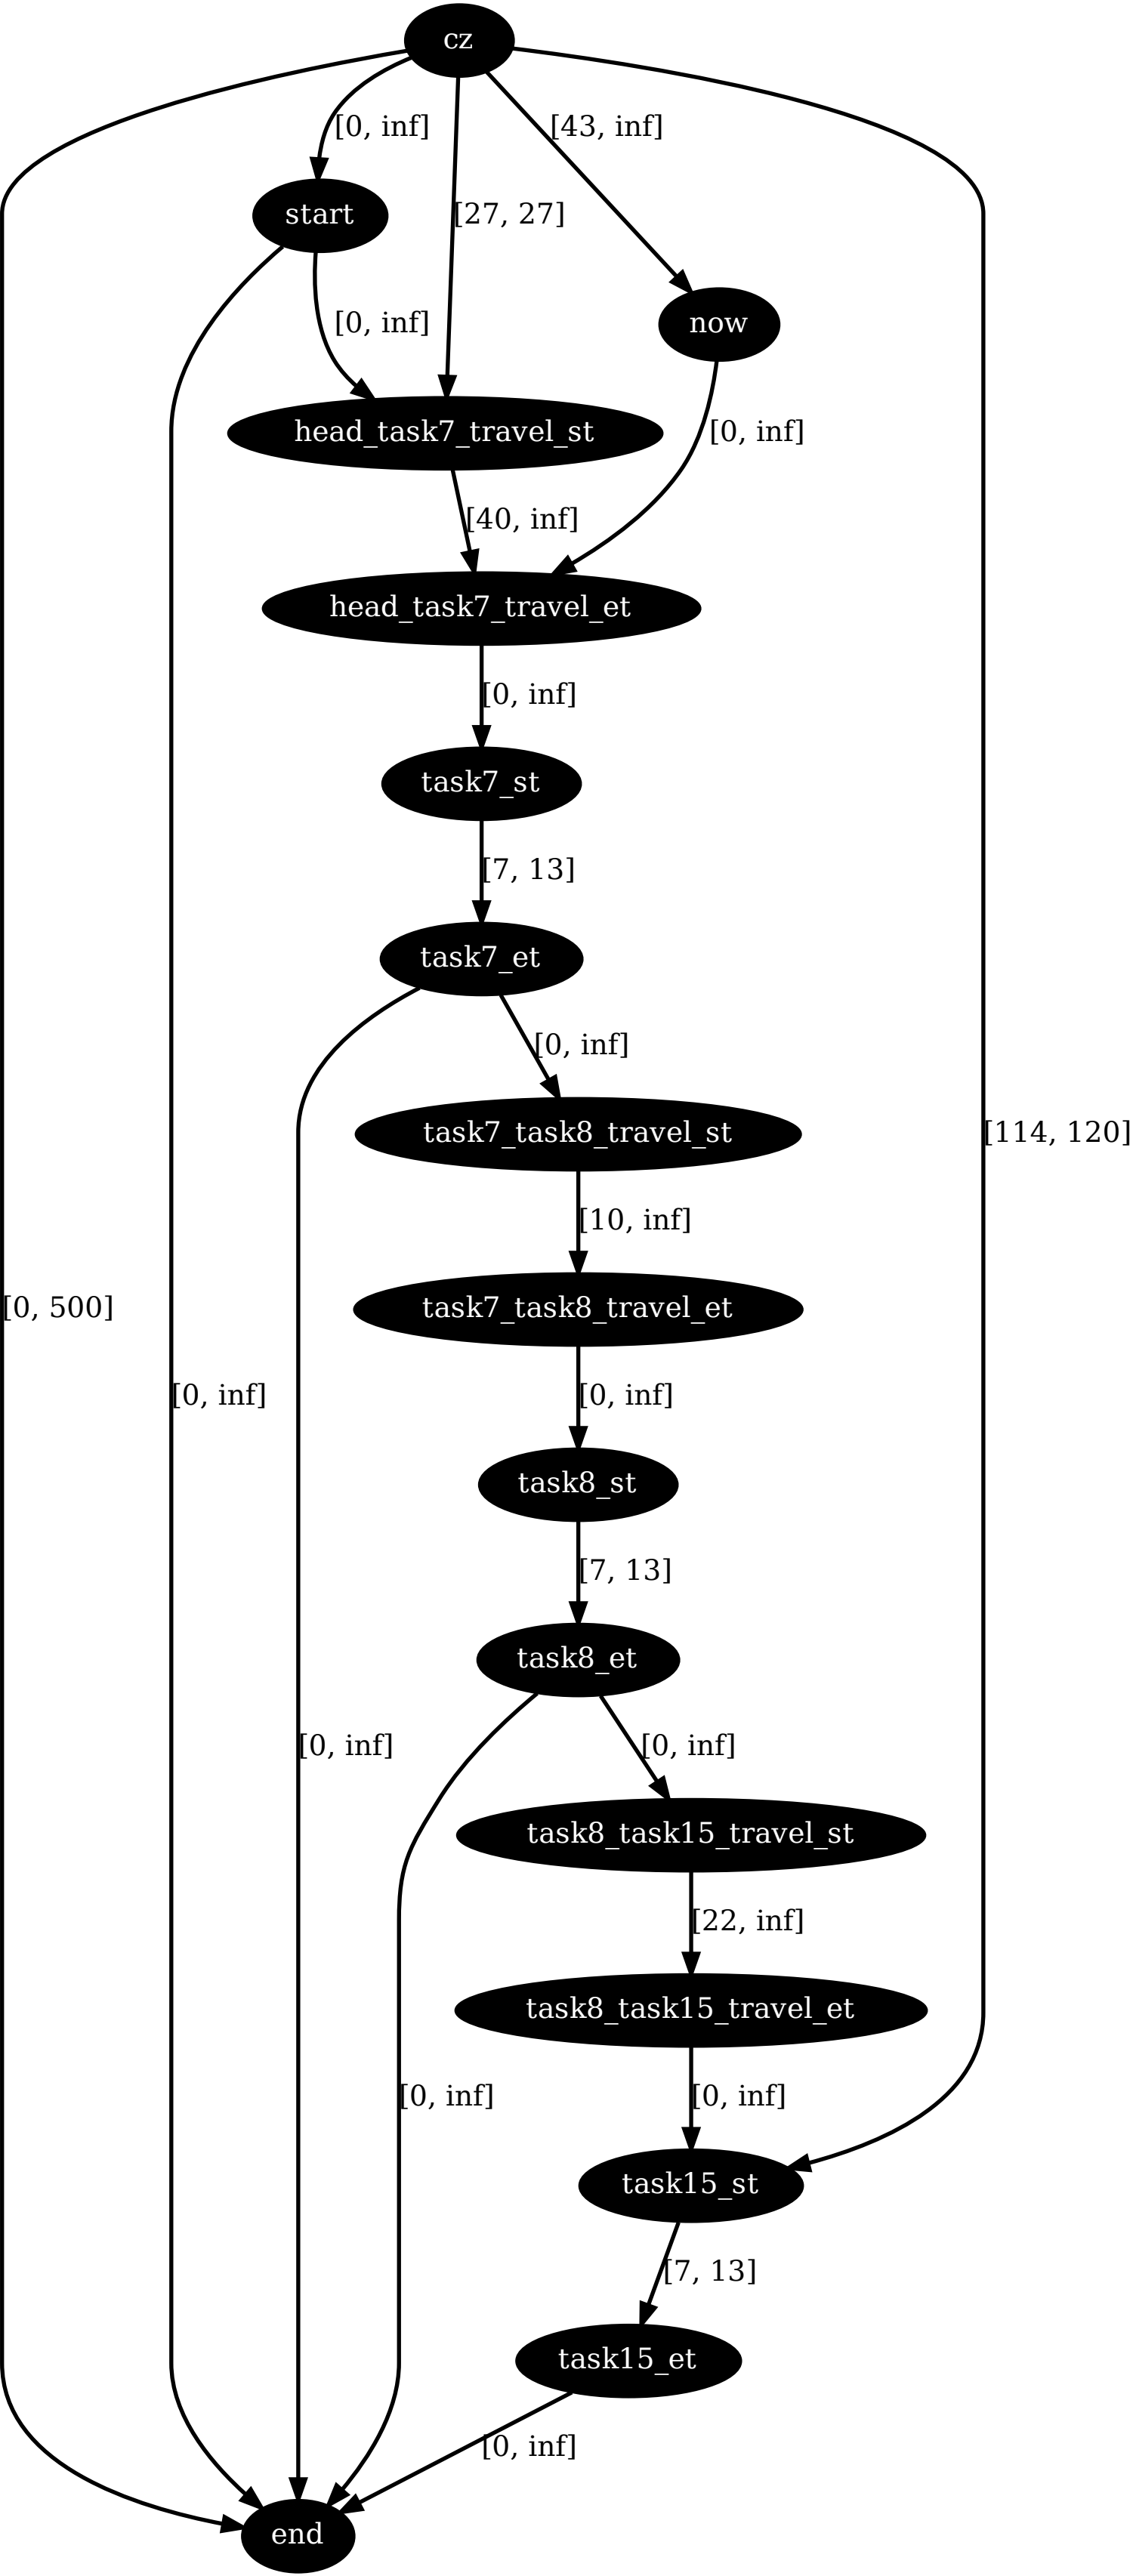 cz
[0, inf]
[43, inf]
start
[27, 27]
[0, inf]
now
head_task7_travel_st
[0, inf]
[40, inf]
head_task7_travel_et
[0, inf]
task7_st
[7, 13]
task7_et
[0, inf]
task7_task8_travel_st
[114, 120]
[10, inf]
task7_task8_travel_et
[0, 500]
[0, inf]
[0, inf]
task8_st
[7, 13]
task8_et
[0, inf]
[0, inf]
task8_task15_travel_st
[22, inf]
task8_task15_travel_et
[0, inf]
[0, inf]
task15_st
[7, 13]
task15_et
[0, inf]
end